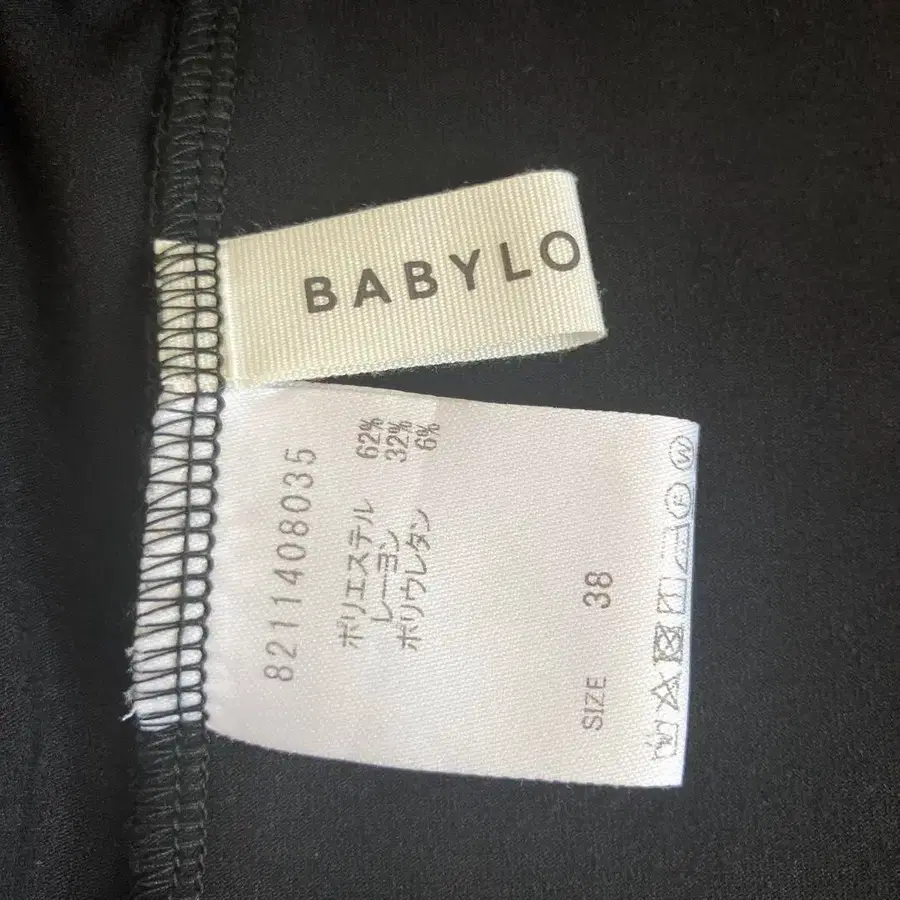 BABYLO
8211408035
ポリエステル 62%
レーヨン 32%
ポリウレタン 6%
SIZE 38